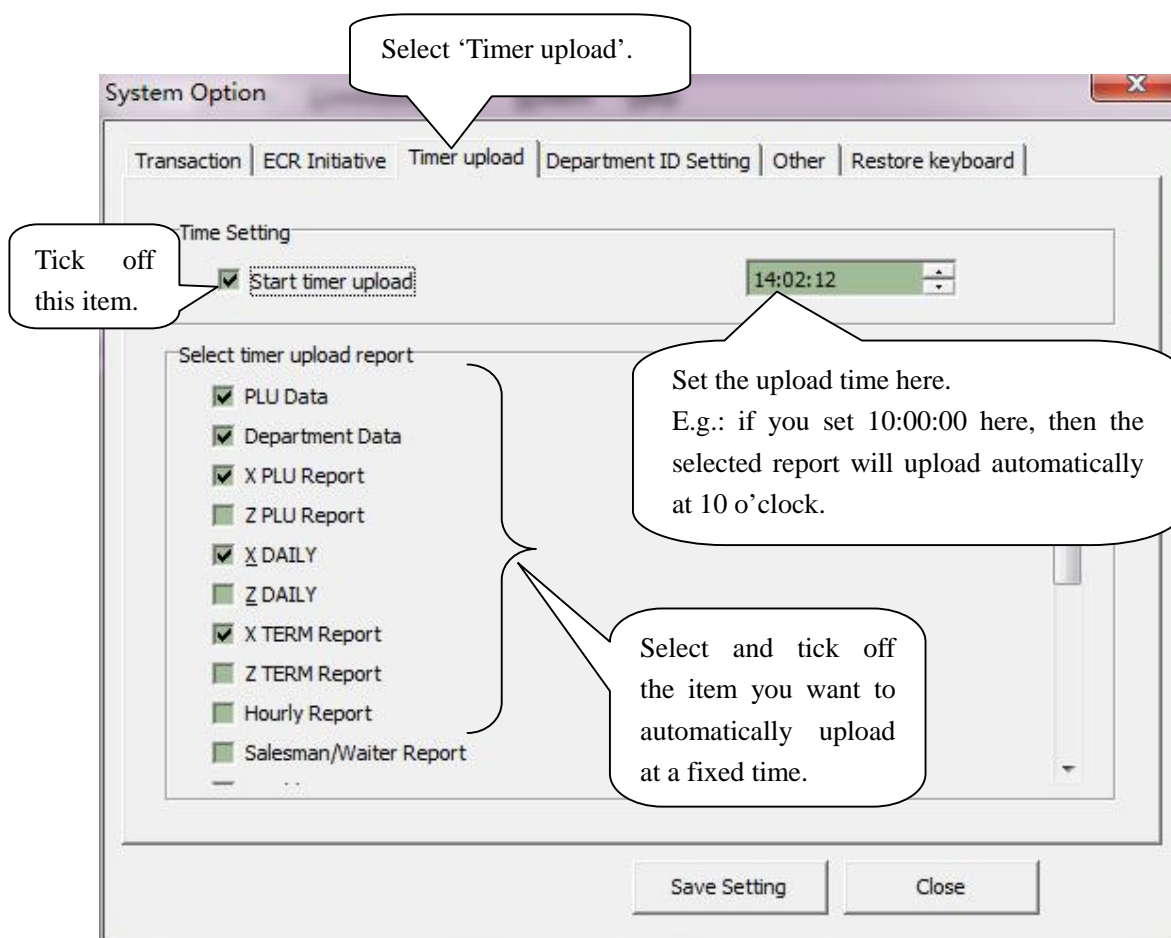 Select ‘Timer upload’.
System Option
X
Transaction ECR Initiative Timer upload Department ID Setting Other Restore keyboard
Time Setting
Tick off
this item.
Start timer upload
14:02:12
Select timer upload report
Set the upload time here.
E.g.: if you set 10:00:00 here, then the
selected report will upload automatically
at 10 o’clock.
PLU Data
Department Data
X PLU Report
Z PLU Report
X DAILY
Z DAILY
X TERM Report
Z TERM Report
Hourly Report
Salesman/Waiter Report
Select and tick off
the item you want to
automatically upload
at a fixed time.
Save Setting
Close